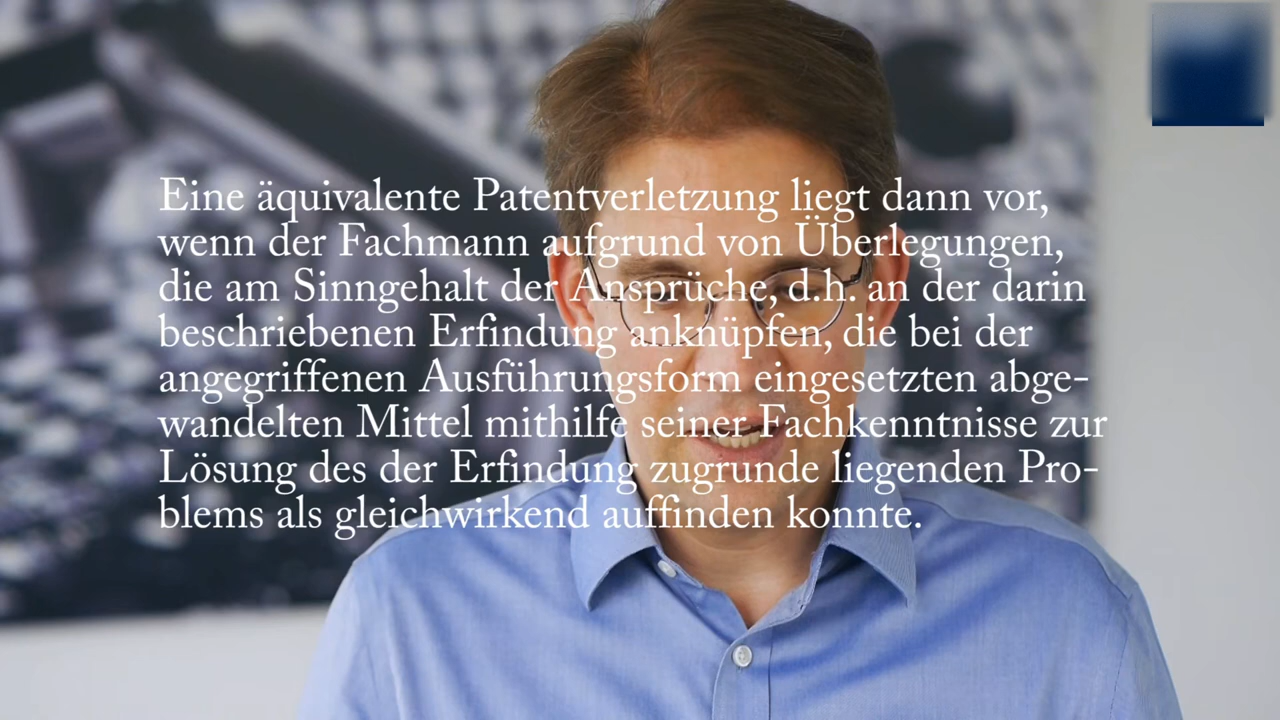 Eine äquivalente Patentverletzung liegt dann vor,
wenn der Fachmann aufgrund von Überlegungen,
die am Sinngehalt der Ansprüche, d.h. an der darin
beschriebenen Erfindung anknüpfen, die bei der
angegriffenen Ausführungsform eingesetzten abge-
wandelten Mittel mithilfe seiner Fachkenntnisse zur
Lösung des der Erfindung zugrunde liegenden Pro-
blems als gleichwirkend auffinden konnte.